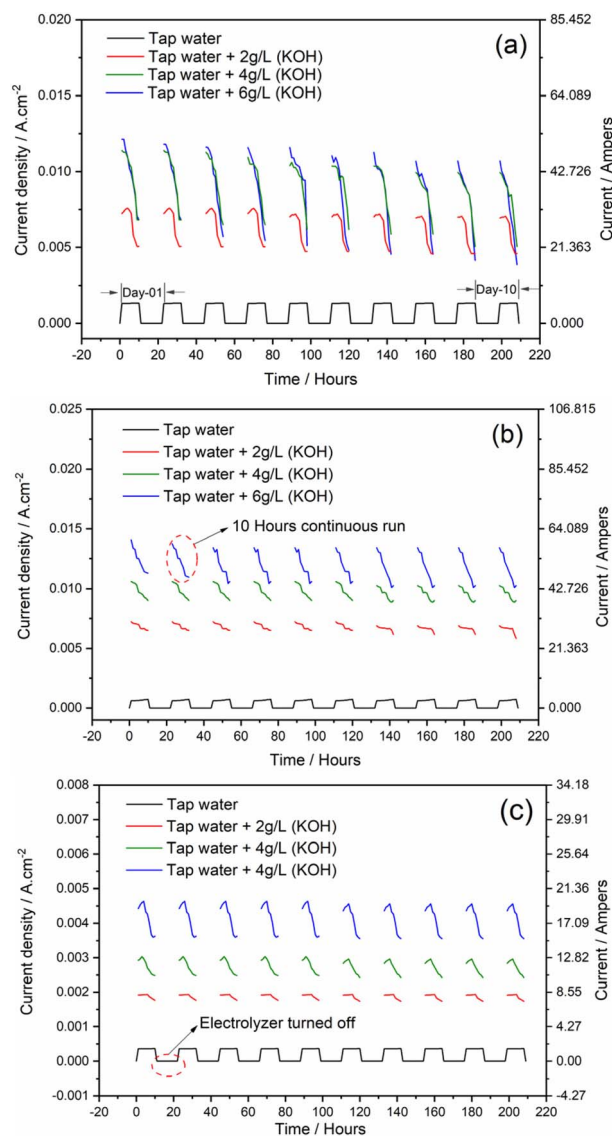 (a)
Tap water
Tap water + 2g/L (KOH)
Tap water + 4g/L (KOH)
Tap water + 6g/L (KOH)
Current density / A.cm-2
0.020
0.015
0.010
0.005
0.000
85.452
64.089
42.726
21.363
0.000
Current / Ampers
Day-01
Day-10
-20 0 20 40 60 80 100 120 140 160 180 200 220
Time / Hours
(b)
Tap water
Tap water + 2g/L (KOH)
Tap water + 4g/L (KOH)
Tap water + 6g/L (KOH)
10 Hours continuous run
Current density / A.cm-2
0.025
0.020
0.015
0.010
0.005
0.000
106.815
85.452
64.089
42.726
21.363
0.000
Current / Ampers
-20 0 20 40 60 80 100 120 140 160 180 200 220
Time / Hours
(c)
Tap water
Tap water + 2g/L (KOH)
Tap water + 4g/L (KOH)
Tap water + 4g/L (KOH)
Electrolyzer turned off
Current density / A.cm-2
0.008
0.007
0.006
0.005
0.004
0.003
0.002
0.001
0.000
-0.001
34.18
29.91
25.64
21.36
17.09
12.82
8.55
4.27
0.00
-4.27
Current / Ampers
-20 0 20 40 60 80 100 120 140 160 180 200 220
Time / Hours